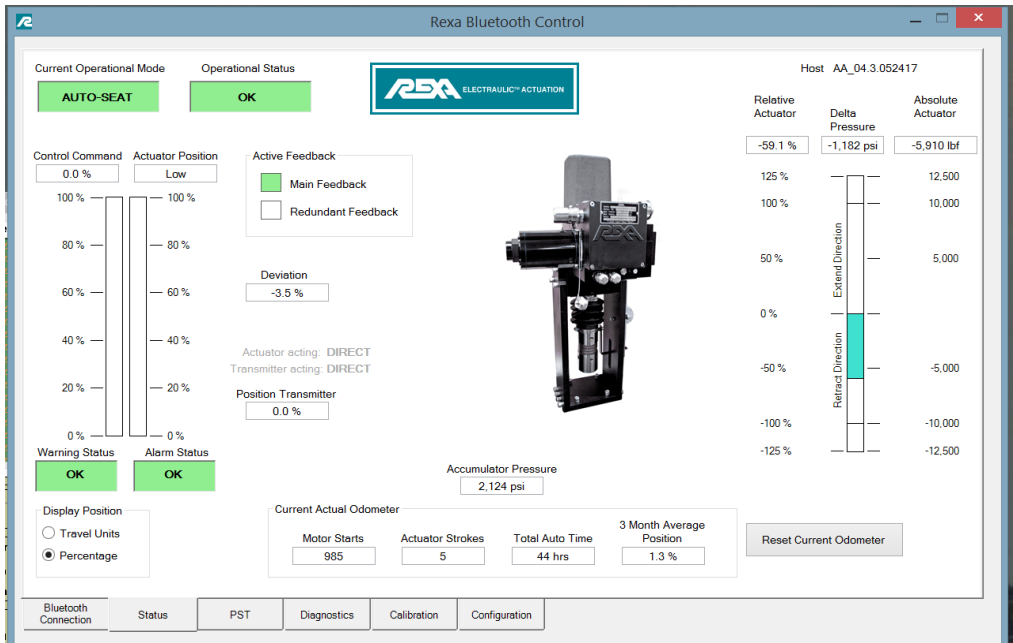 Rexa Bluetooth Control
Current Operational Mode
AUTO-SEAT
Operational Status
OK
REXA ELECTRAULIC™ ACTUATION
Host AA_04.3.052417
Relative Actuator
-59.1 %
Delta Pressure
-1,182 psi
Absolute Actuator
-5,910 lbf
Control Command
0.0 %
Actuator Position
Low
100 %
80 %
60 %
40 %
20 %
0 %
100 %
80 %
60 %
40 %
20 %
0 %
Active Feedback
Main Feedback
Redundant Feedback
Deviation
-3.5 %
Actuator acting: DIRECT
Transmitter acting: DIRECT
Position Transmitter
0.0 %
REXA
125 %
100 %
50 %
0 %
-50 %
-100 %
-125 %
Extend Direction
Retract Direction
12,500
10,000
5,000
-5,000
-10,000
-12,500
Warning Status
OK
Alarm Status
OK
Accumulator Pressure
2,124 psi
Display Position
Travel Units
Percentage
Current Actual Odometer
Motor Starts
985
Actuator Strokes
5
Total Auto Time
44 hrs
3 Month Average Position
1.3 %
Reset Current Odometer
Bluetooth Connection
Status
PST
Diagnostics
Calibration
Configuration